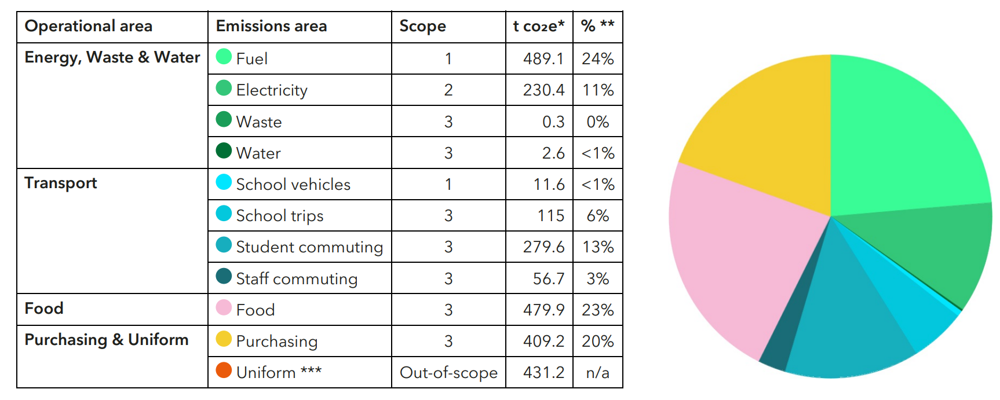 Operational area Emissions area Scope t co₂e* % **
Energy, Waste & Water Fuel 1 489.1 24%
Electricity 2 230.4 11%
Waste 3 0.3 0%
Water 3 2.6 <1%
Transport School vehicles 1 11.6 <1%
School trips 3 115 6%
Student commuting 3 279.6 13%
Staff commuting 3 56.7 3%
Food Food 3 479.9 23%
Purchasing & Uniform Purchasing 3 409.2 20%
Uniform *** Out-of-scope 431.2 n/a